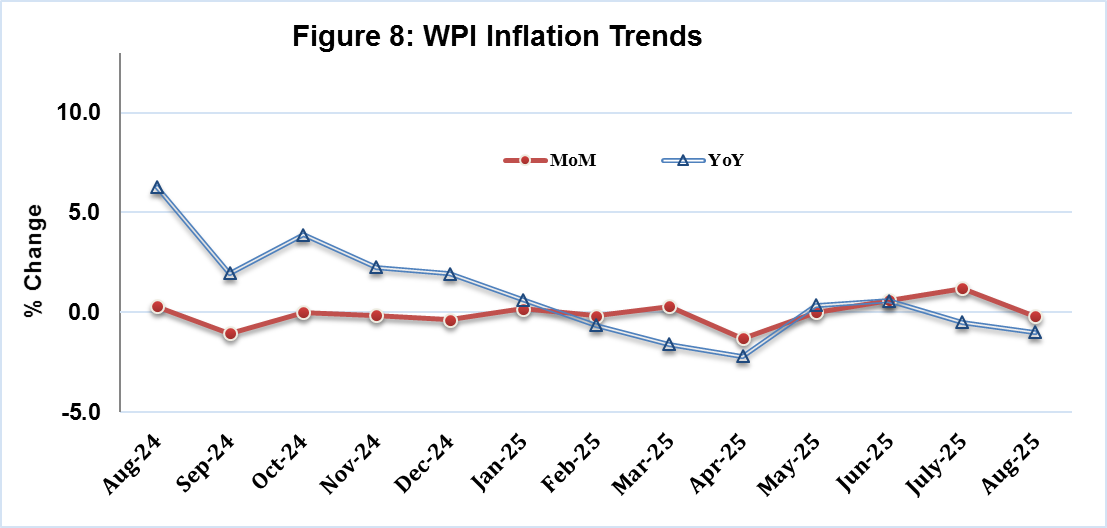 Figure 8: WPI Inflation Trends
10.0
5.0
0.0
-5.0
% Change
MoM
YoY
Aug-24
Sep-24
Oct-24
Nov-24
Dec-24
Jan-25
Feb-25
Mar-25
Apr-25
May-25
Jun-25
July-25
Aug-25